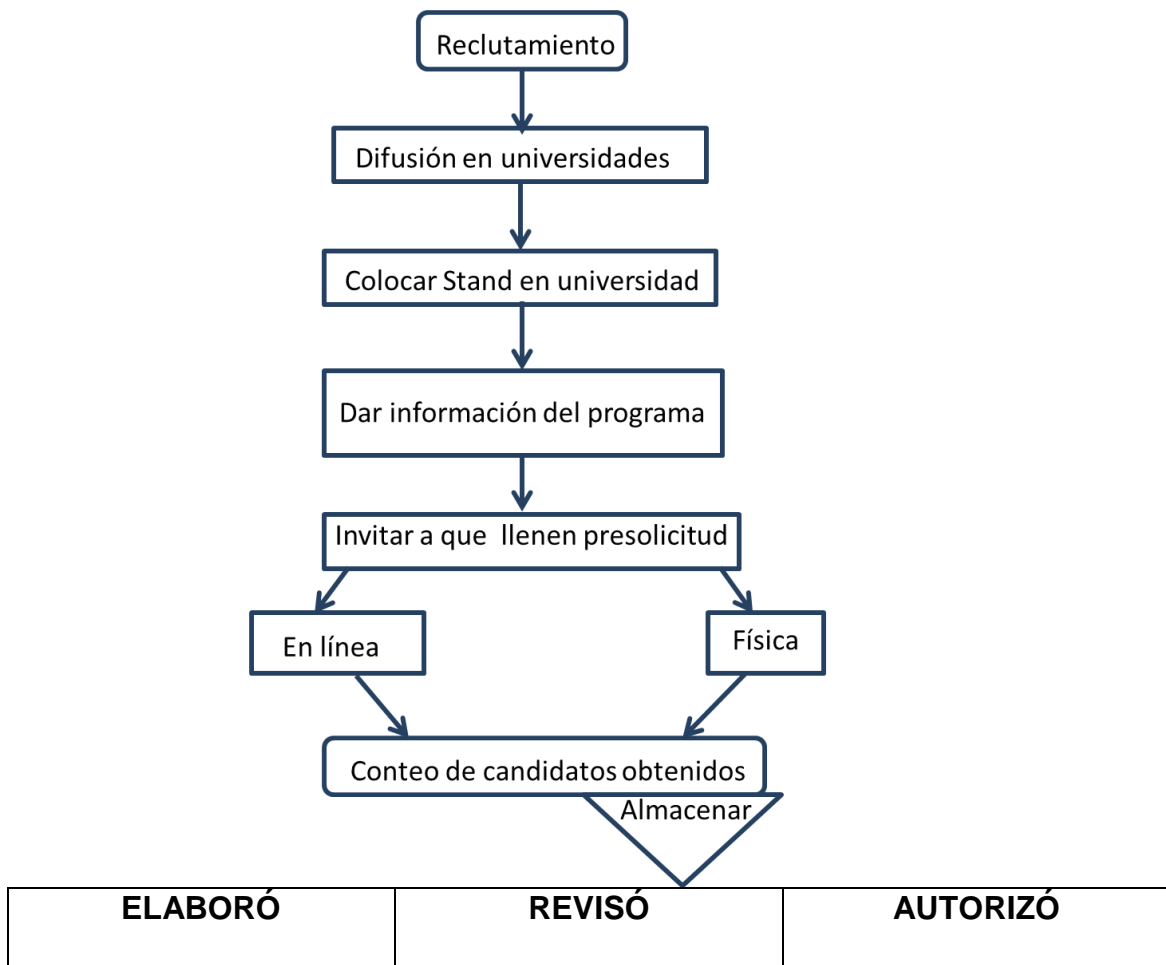 Reclutamiento
Difusión en universidades
Colocar Stand en universidad
Dar información del programa
Invitar a que llenen presolicitud
En línea
Física
Conteo de candidatos obtenidos
Almacenar
ELABORÓ REVISÓ AUTORIZÓ